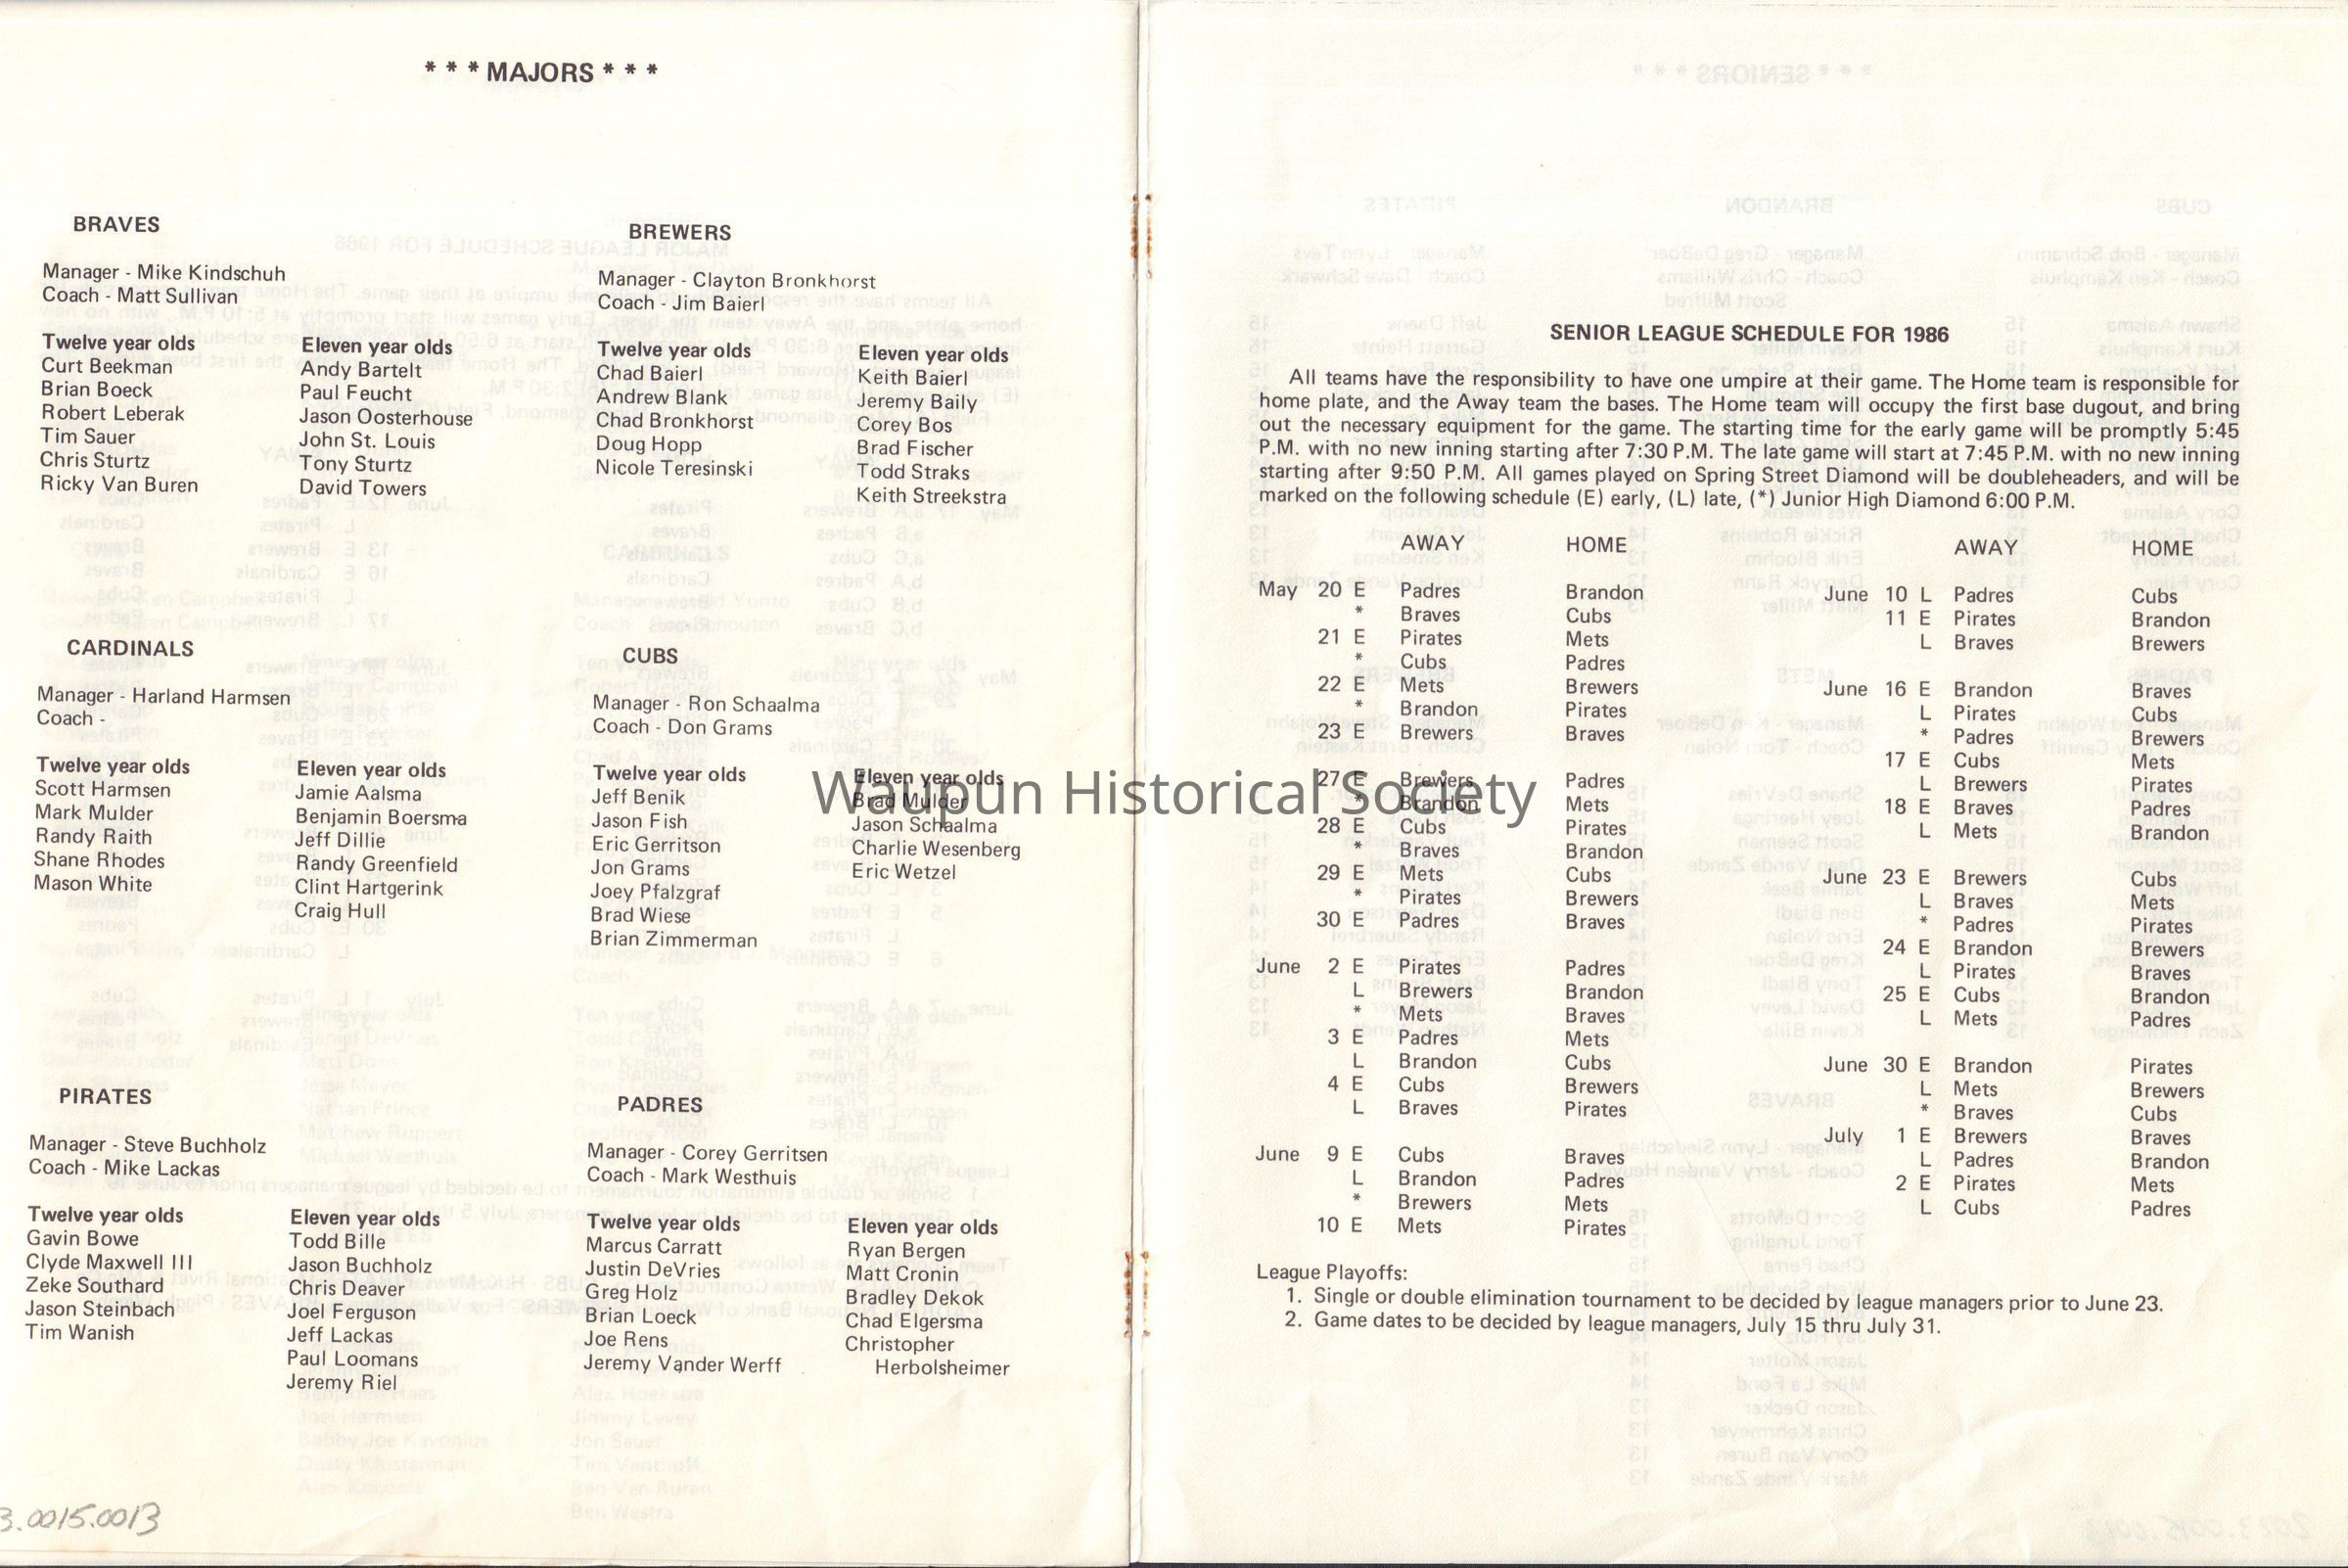 * * * MAJORS * * *
BRAVES
Manager - Mike Kindschuh
Coach - Matt Sullivan
Twelve year olds
Curt Beekman
Brian Boeck
Robert Leberak
Tim Sauer
Chris Sturtz
Ricky Van Buren
Eleven year olds
Andy Bartelt
Paul Feucht
Jason Oosterhouse
John St. Louis
Tony Sturtz
David Towers
BREWERS
Manager - Clayton Bronkhorst
Coach - Jim Baierl
Twelve year olds
Chad Baierl
Andrew Blank
Chad Bronkhorst
Doug Hopp
Nicole Teresinski
Eleven year olds
Keith Baierl
Jeremy Baily
Corey Bos
Brad Fischer
Todd Straks
Keith Streekstra
CARDINALS
Manager - Harland Harmsen
Coach -
Twelve year olds
Scott Harmsen
Mark Mulder
Randy Raith
Shane Rhodes
Mason White
Eleven year olds
Jamie Aalsma
Benjamin Boersma
Jeff Dillie
Randy Greenfield
Clint Hartgerink
Craig Hull
CUBS
Manager - Ron Schaalma
Coach - Don Grams
Twelve year olds
Jeff Benik
Jason Fish
Eric Gerritson
Jon Grams
Joey Pfalzgraf
Brad Wiese
Brian Zimmerman
Eleven year olds
Brad Mulder
Jason Schaalma
Charlie Wesenberg
Eric Wetzel
PIRATES
Manager - Steve Buchholz
Coach - Mike Lackas
Twelve year olds
Gavin Bowe
Clyde Maxwell III
Zeke Southard
Jason Steinbach
Tim Wanish
Eleven year olds
Todd Bille
Jason Buchholz
Chris Deaver
Joel Ferguson
Jeff Lackas
Paul Loomans
Jeremy Riel
PADRES
Manager - Corey Gerritsen
Coach - Mark Westhuis
Twelve year olds
Marcus Carratt
Justin DeVries
Greg Holz
Brian Loeck
Joe Rens
Jeremy Vander Werff
Eleven year olds
Ryan Bergen
Matt Cronin
Bradley Dekok
Chad Elgersma
Christopher
Herbolsheimer
3.0015.0013
Waupun Historical Society
SENIOR LEAGUE SCHEDULE FOR 1986
All teams have the responsibility to have one umpire at their game. The Home team is responsible for
home plate, and the Away team the bases. The Home team will occupy the first base dugout, and bring
out the necessary equipment for the game. The starting time for the early game will be promptly 5:45
P.M. with no new inning starting after 7:30 P.M. The late game will start at 7:45 P.M. with no new inning
starting after 9:50 P.M. All games played on Spring Street Diamond will be doubleheaders, and will be
marked on the following schedule (E) early, (L) late, (*) Junior High Diamond 6:00 P.M.
AWAY HOME
May 20 E Padres Brandon
* Braves Cubs
21 E Pirates Mets
* Cubs Padres
22 E Mets Brewers
* Brandon Pirates
23 E Brewers Braves
27 E Brewers Padres
* Brandon Mets
28 E Cubs Pirates
* Braves Brandon
29 E Mets Cubs
* Pirates Brewers
30 E Padres Braves
June 2 E Pirates Padres
L Brewers Brandon
* Mets Braves
3 E Padres Mets
L Brandon Cubs
4 E Cubs Brewers
L Braves Pirates
June 9 E Cubs Braves
L Brandon Padres
* Brewers Mets
10 E Mets Pirates
AWAY HOME
June 10 L Padres Cubs
11 E Pirates Brandon
L Braves Brewers
June 16 E Brandon Braves
L Pirates Cubs
* Padres Brewers
17 E Cubs Mets
L Brewers Pirates
18 E Braves Padres
L Mets Brandon
June 23 E Brewers Cubs
L Braves Mets
* Padres Pirates
24 E Brandon Brewers
L Pirates Braves
25 E Cubs Brandon
L Mets Padres
June 30 E Brandon Pirates
L Mets Brewers
* Braves Cubs
July 1 E Brewers Braves
L Padres Brandon
2 E Pirates Mets
L Cubs Padres
League Playoffs:
1. Single or double elimination tournament to be decided by league managers prior to June 23.
2. Game dates to be decided by league managers, July 15 thru July 31.